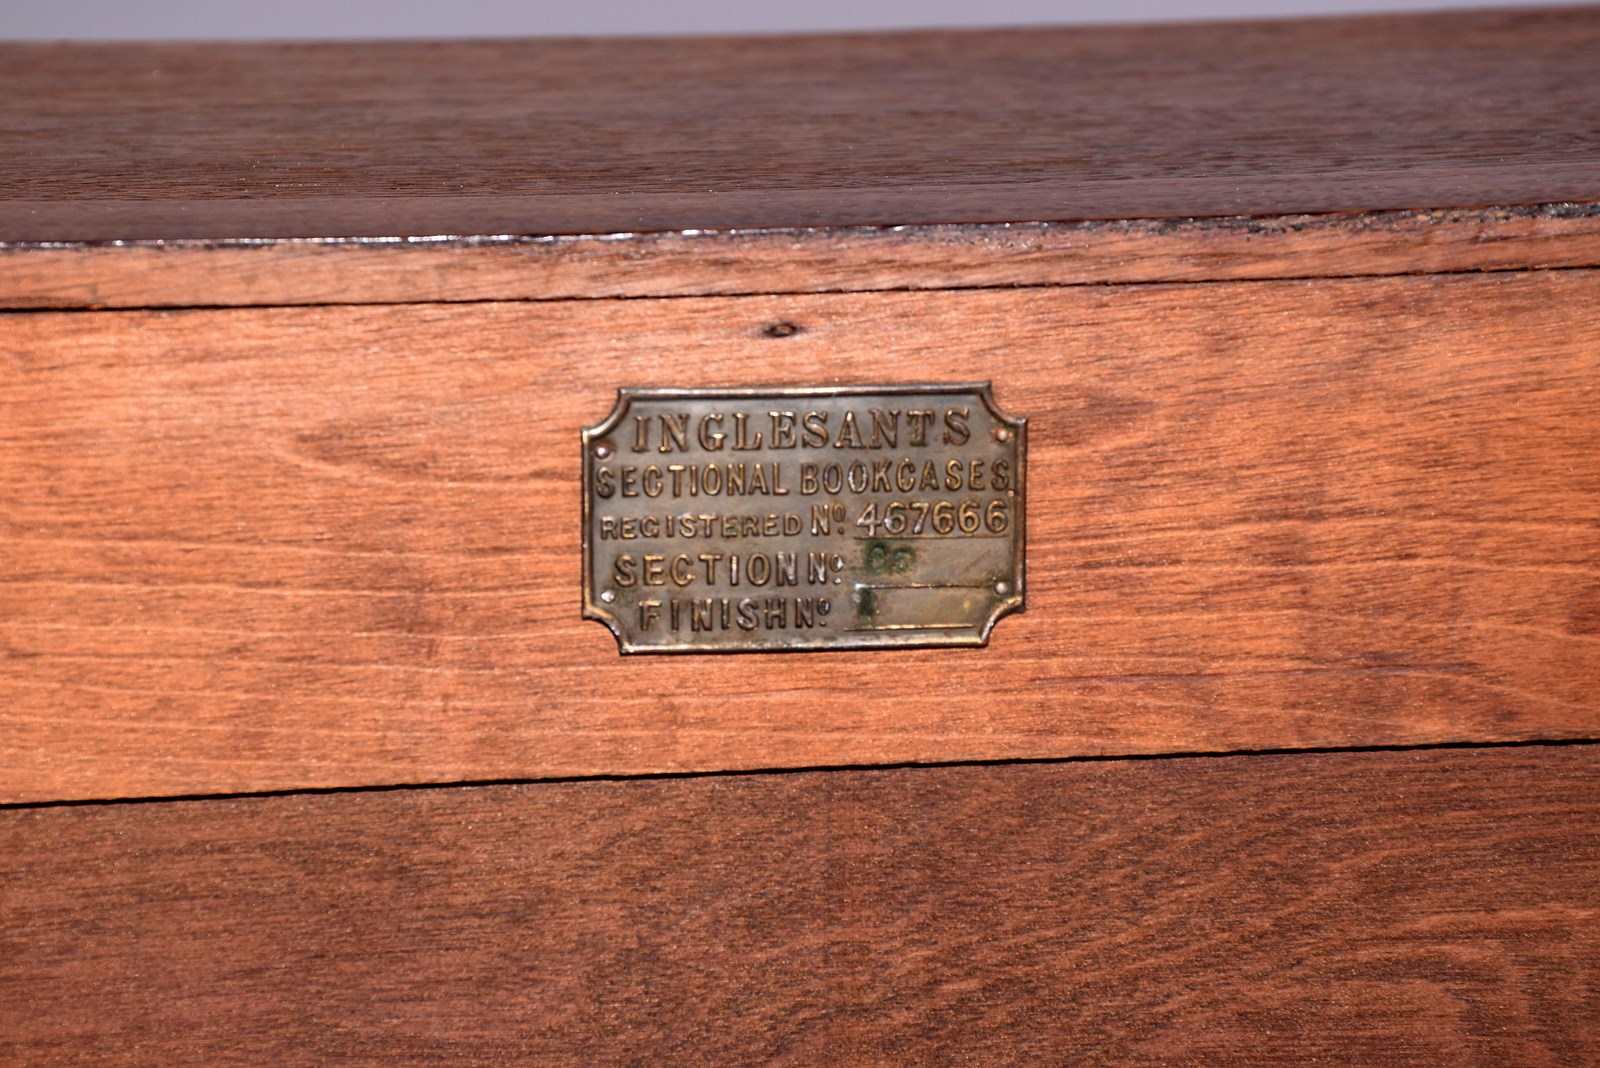 INGLESANTS
SECTIONAL BOOKCASES
REGISTERED Nº 467666
SECTION Nº
FINISH Nº